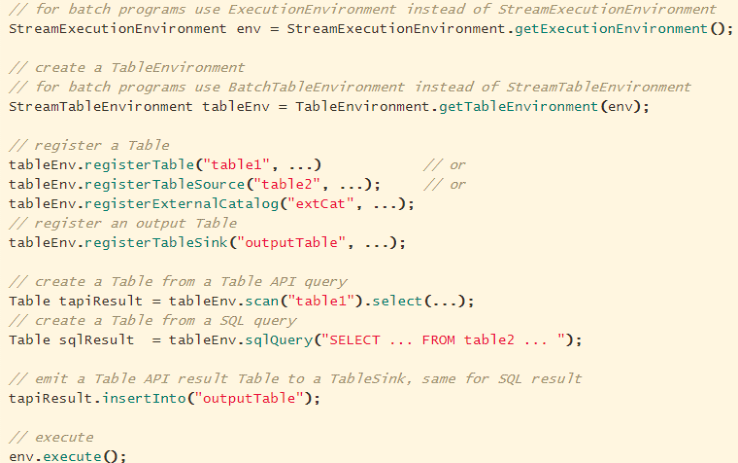 // for batch programs use ExecutionEnvironment instead of StreamExecutionEnvironment
StreamExecutionEnvironment env = StreamExecutionEnvironment.getExecutionEnvironment();
// create a TableEnvironment
// for batch programs use BatchTableEnvironment instead of StreamTableEnvironment
StreamTableEnvironment tableEnv = TableEnvironment.getTableEnvironment(env);
// register a Table
tableEnv.registerTable("table1", ...)            // or
tableEnv.registerTableSource("table2", ...);     // or
tableEnv.registerExternalCatalog("extCat", ...);
// register an output Table
tableEnv.registerTableSink("outputTable", ...);
// create a Table from a Table API query
Table tapiResult = tableEnv.scan("table1").select(...);
// create a Table from a SQL query
Table sqlResult  = tableEnv.sqlQuery("SELECT ... FROM table2 ... ");
// emit a Table API result Table to a TableSink, same for SQL result
tapiResult.insertInto("outputTable");
// execute
env.execute();